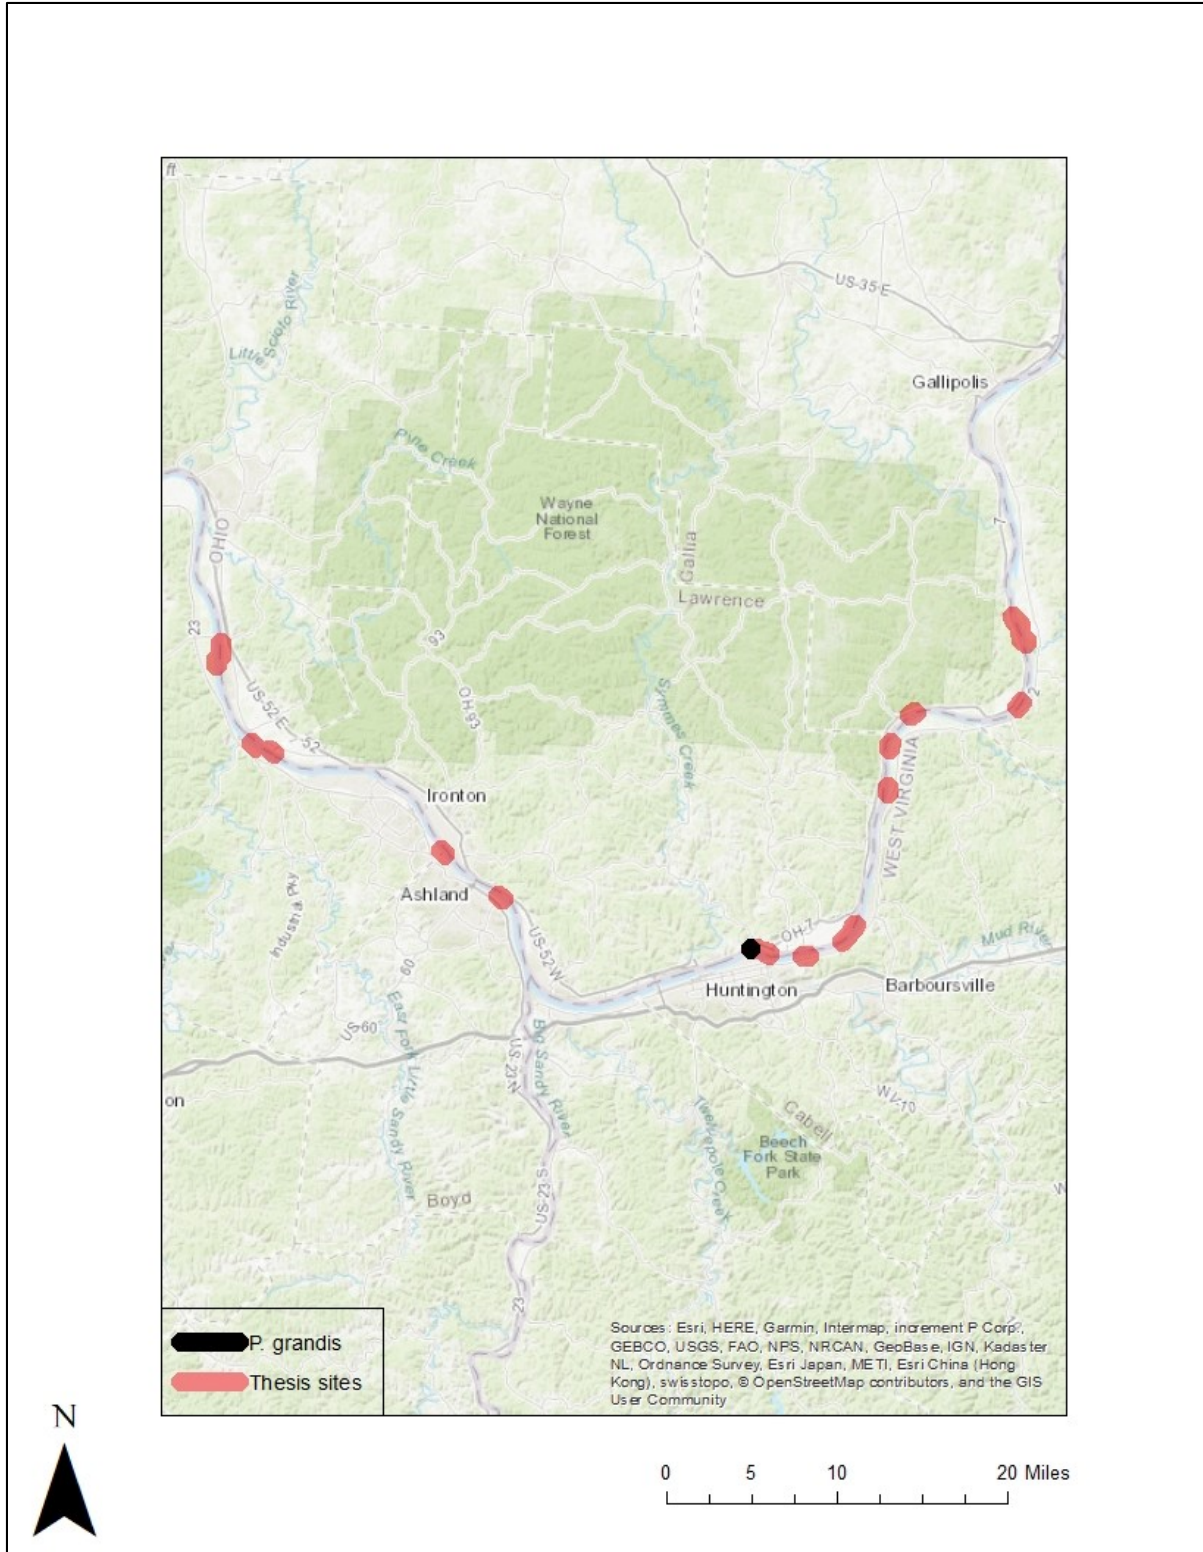 ft
US-35 E
Little Scioto River
Gallipolis
Pine Creek
Wayne
National
Forest
7
OHIO
Gallia
Lawrence
23
93
US-52 E
52
OH-93
Symmes Creek
2
WEST VIRGINIA
Ironton
Ashland
Industrial Pky
US-52 W
OH-7
Mud River
Huntington
Barboursville
60
US-60
East Fork Little Sandy River
US-23 N
Big Sandy River
on
WV-10
Twelvepole Creek
Cabell
Beech
Fork State
Park
Boyd
US-23 S
W
23
P. grandis
Thesis sites
Sources: Esri, HERE, Garmin, Intermap, increment P Corp.,
GEBCO, USGS, FAO, NPS, NRCAN, GeoBase, IGN, Kadaster
NL, Ordnance Survey, Esri Japan, METI, Esri China (Hong
Kong), swisstopo, © OpenStreetMap contributors, and the GIS
User Community
N
0 5 10 20 Miles